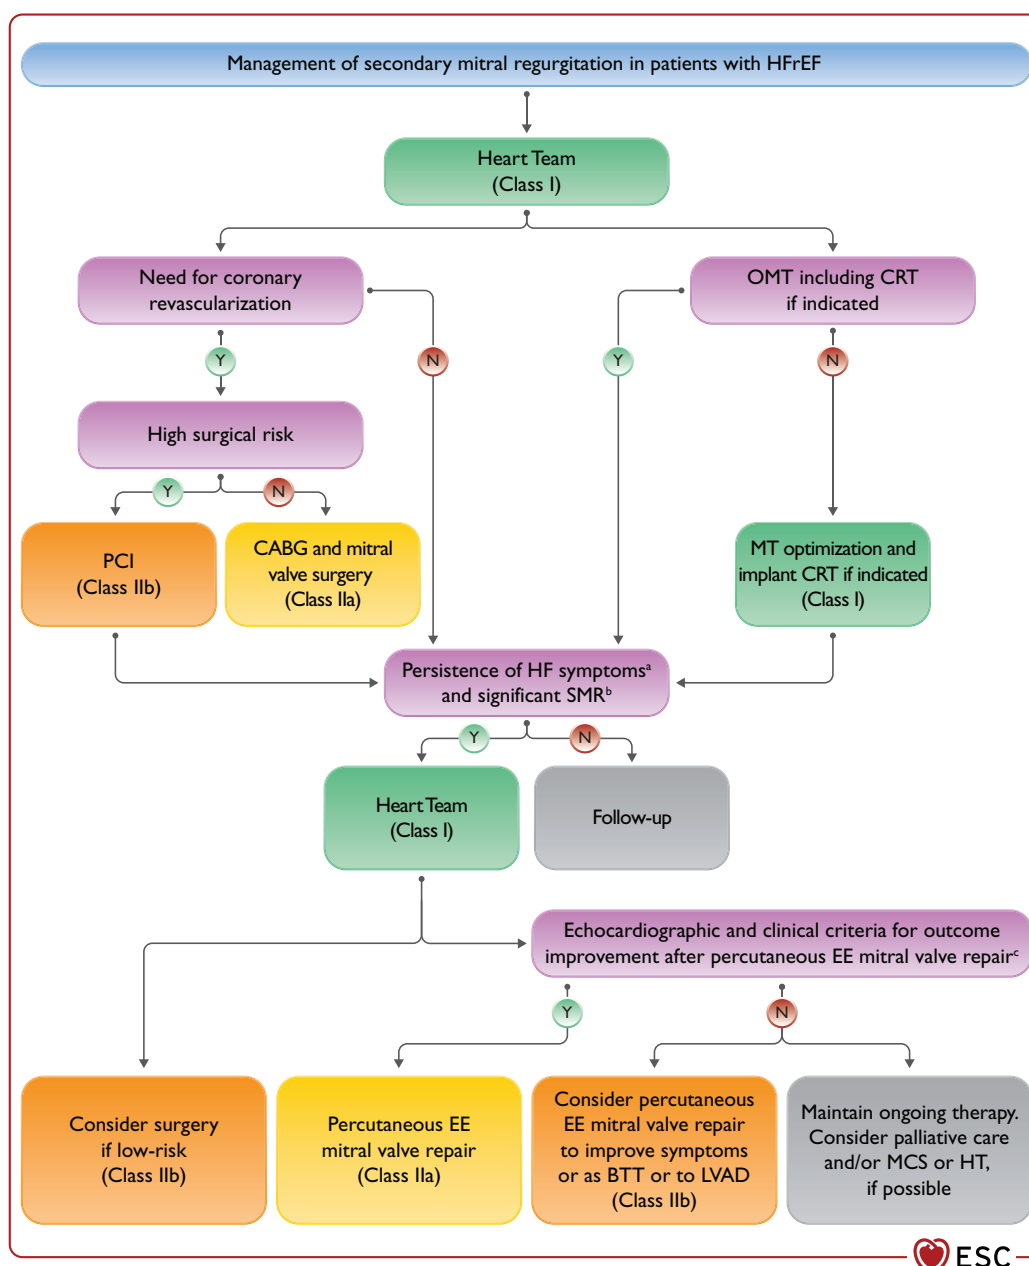 Management of secondary mitral regurgitation in patients with HFrEF
Heart Team
(Class I)
Need for coronary
revascularization
OMT including CRT
if indicated
Y
N
Y
N
High surgical risk
Y
N
PCI
(Class IIb)
CABG and mitral
valve surgery
(Class IIa)
MT optimization and
implant CRT if indicated
(Class I)
Persistence of HF symptomsᵃ
and significant SMRᵇ
Y
N
Heart Team
(Class I)
Follow-up
Echocardiographic and clinical criteria for outcome
improvement after percutaneous EE mitral valve repairᶜ
Y
N
Consider surgery
if low-risk
(Class IIb)
Percutaneous EE
mitral valve repair
(Class IIa)
Consider percutaneous
EE mitral valve repair
to improve symptoms
or as BTT or to LVAD
(Class IIb)
Maintain ongoing therapy.
Consider palliative care
and/or MCS or HT,
if possible
ESC